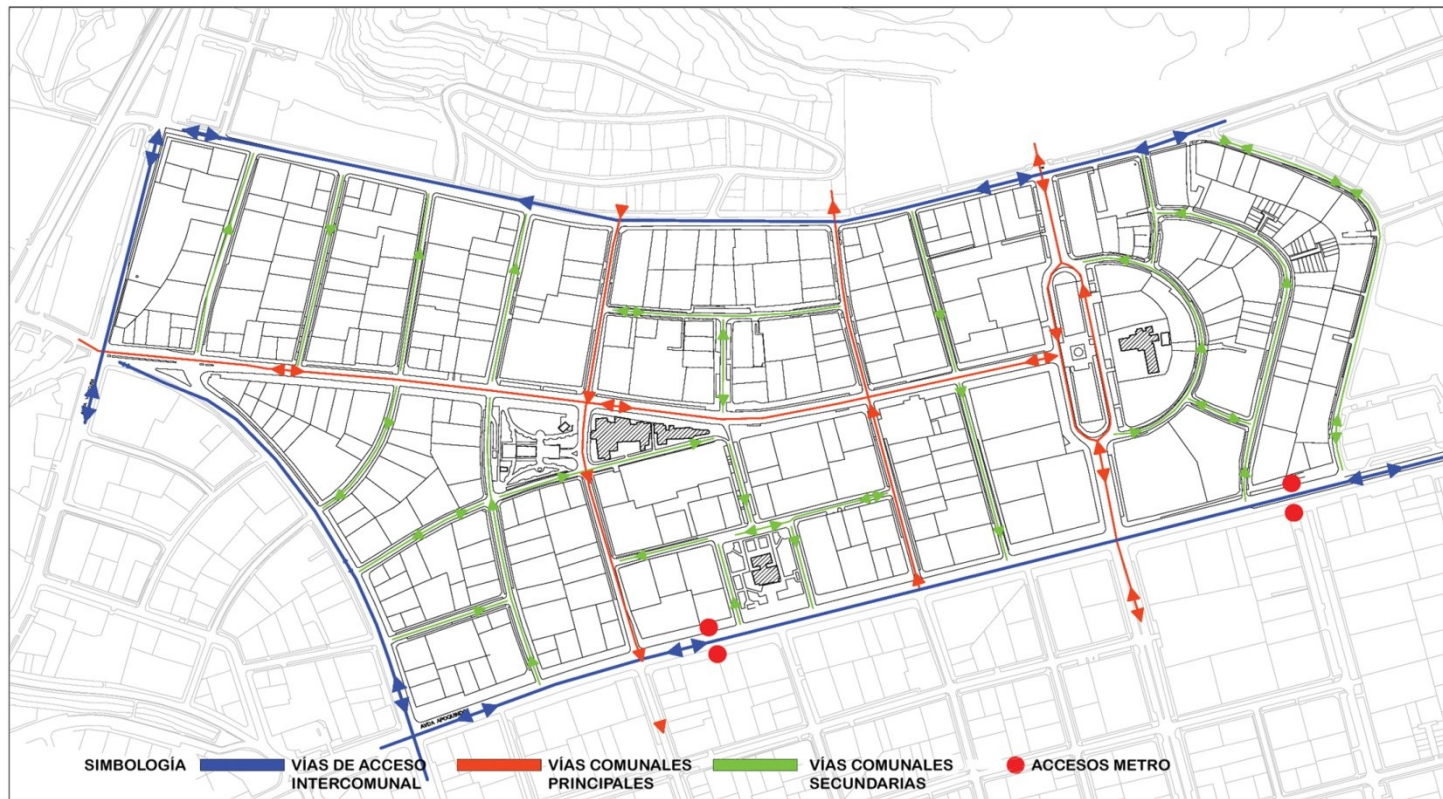 AVDA APOQUINDO
SIMBOLOGÍA
VÍAS DE ACCESO
INTERCOMUNAL
VÍAS COMUNALES
PRINCIPALES
VÍAS COMUNALES
SECUNDARIAS
ACCESOS METRO